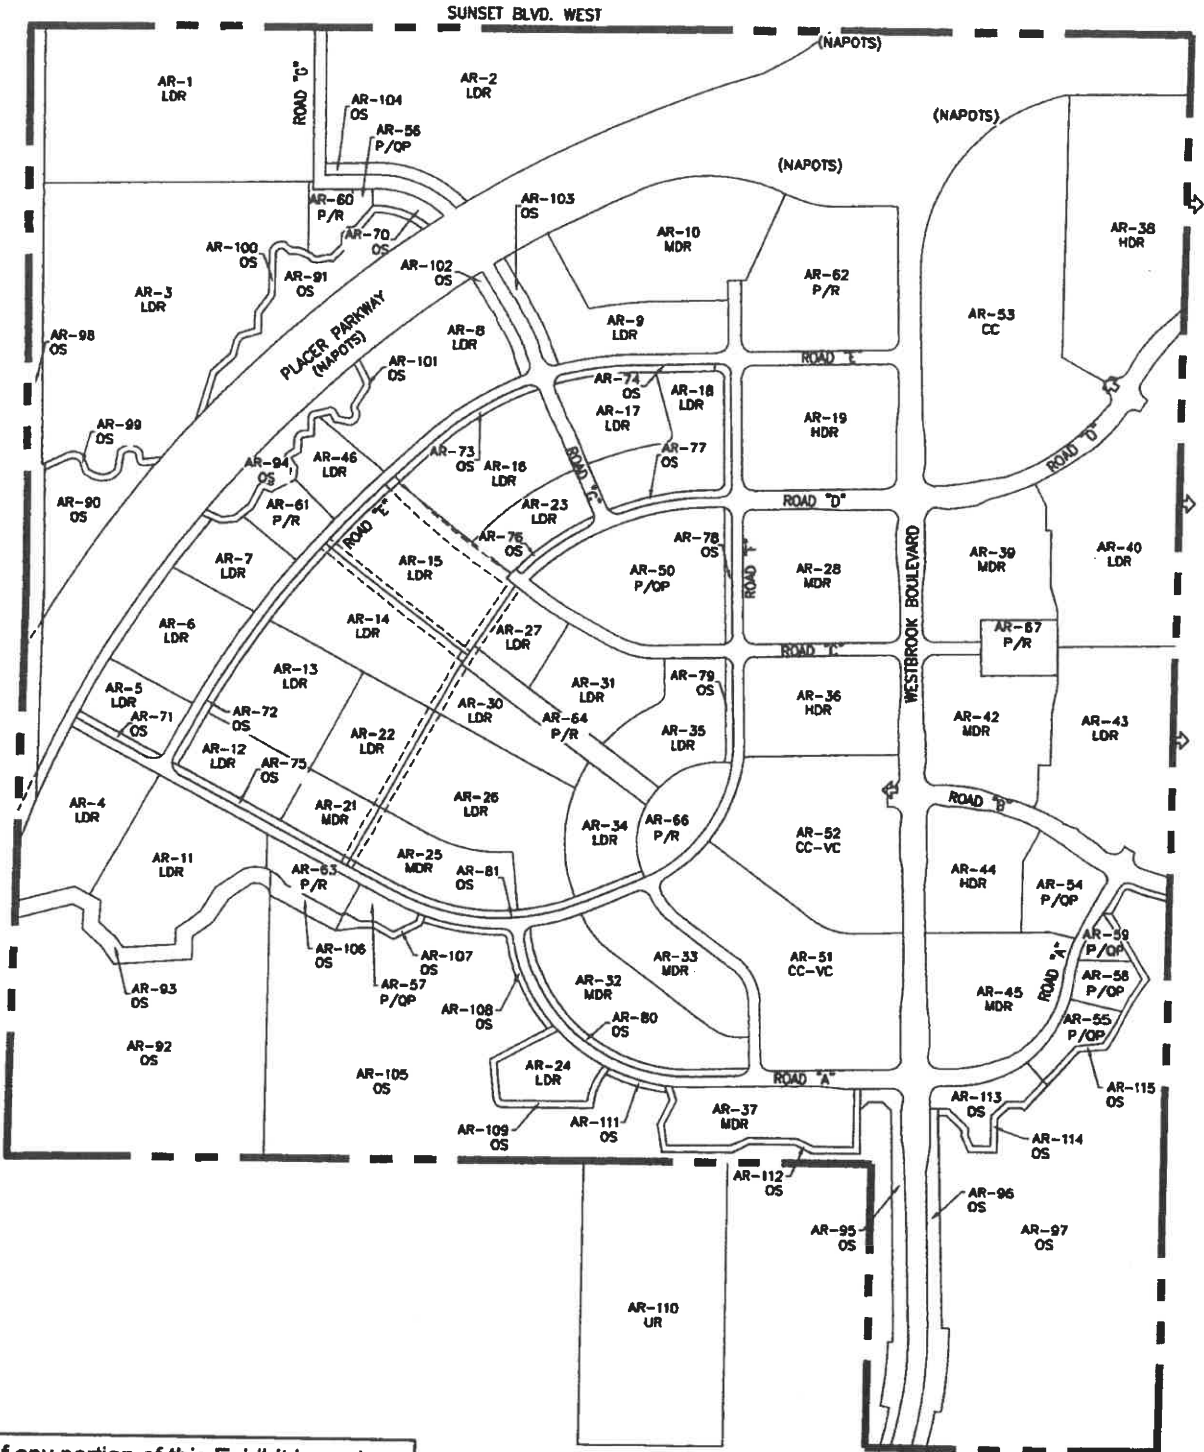 SUNSET BLVD. WEST
(NAPOTS)
AR-1
LDR
ROAD "G"
AR-2
LDR
AR-104
OS
AR-56
P/QP
(NAPOTS)
(NAPOTS)
AR-60
P/R
AR-103
OS
AR-70
OS
AR-100
OS
AR-10
MDR
AR-38
HDR
AR-102
OS
AR-91
OS
AR-62
P/R
AR-3
LDR
AR-53
CC
PLACER PARKWAY
(NAPOTS)
AR-8
LDR
AR-9
LDR
AR-98
OS
AR-101
OS
ROAD "E"
AR-74
OS
AR-18
LDR
AR-17
LDR
AR-19
HDR
AR-99
OS
AR-73
OS
AR-16
LDR
AR-77
OS
ROAD "D"
AR-94
OS
AR-46
LDR
ROAD "G"
AR-90
OS
AR-61
P/R
ROAD "E"
AR-23
LDR
ROAD "D"
AR-76
OS
AR-78
OS
AR-7
LDR
AR-15
LDR
AR-50
P/QP
ROAD "F"
AR-28
MDR
WESTBROOK BOULEVARD
AR-39
MDR
AR-40
LDR
AR-6
LDR
AR-14
LDR
AR-27
LDR
AR-67
P/R
ROAD "C"
AR-13
LDR
AR-31
LDR
AR-79
OS
AR-5
LDR
AR-36
HDR
AR-71
OS
AR-72
OS
AR-30
LDR
AR-64
P/R
AR-35
LDR
AR-42
MDR
AR-43
LDR
AR-12
LDR
AR-22
LDR
AR-75
OS
AR-4
LDR
AR-21
MDR
AR-26
LDR
AR-34
LDR
AR-66
P/R
AR-52
CC-VC
ROAD "B"
AR-11
LDR
AR-63
P/R
AR-25
MDR
AR-81
OS
AR-44
HDR
AR-54
P/QP
AR-106
OS
AR-107
OS
AR-59
P/QP
AR-33
MDR
AR-51
CC-VC
ROAD "A"
AR-93
OS
AR-57
P/QP
AR-32
MDR
AR-45
MDR
AR-58
P/QP
AR-108
OS
AR-80
OS
AR-55
P/QP
AR-92
OS
AR-105
OS
AR-24
LDR
ROAD "A"
AR-115
OS
AR-113
OS
AR-37
MDR
AR-109
OS
AR-111
OS
AR-114
OS
AR-112
OS
AR-96
OS
AR-95
OS
AR-97
OS
AR-110
UR